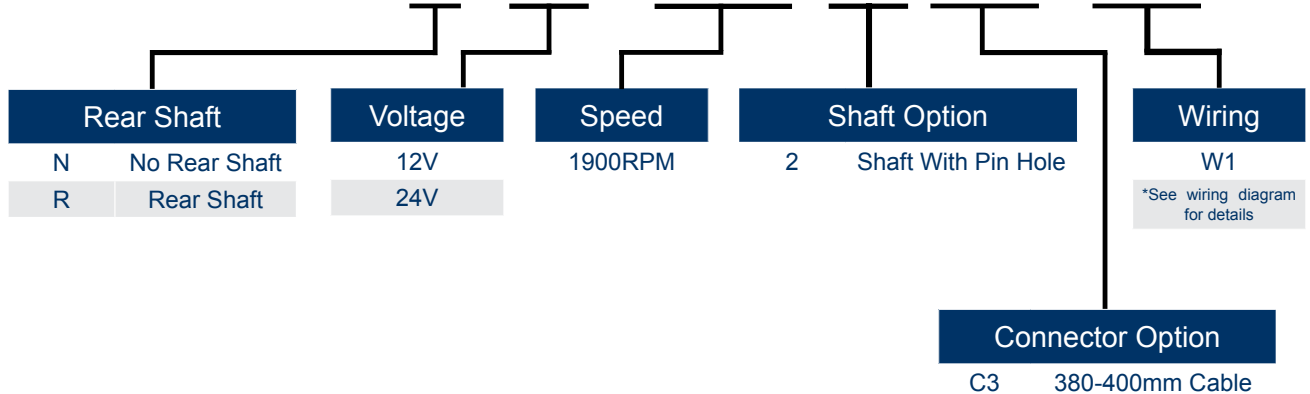 Rear Shaft
N No Rear Shaft
R Rear Shaft
Voltage
12V
24V
Speed
1900RPM
Shaft Option
2 Shaft With Pin Hole
Wiring
W1
*See wiring diagram
for details
Connector Option
C3 380-400mm Cable